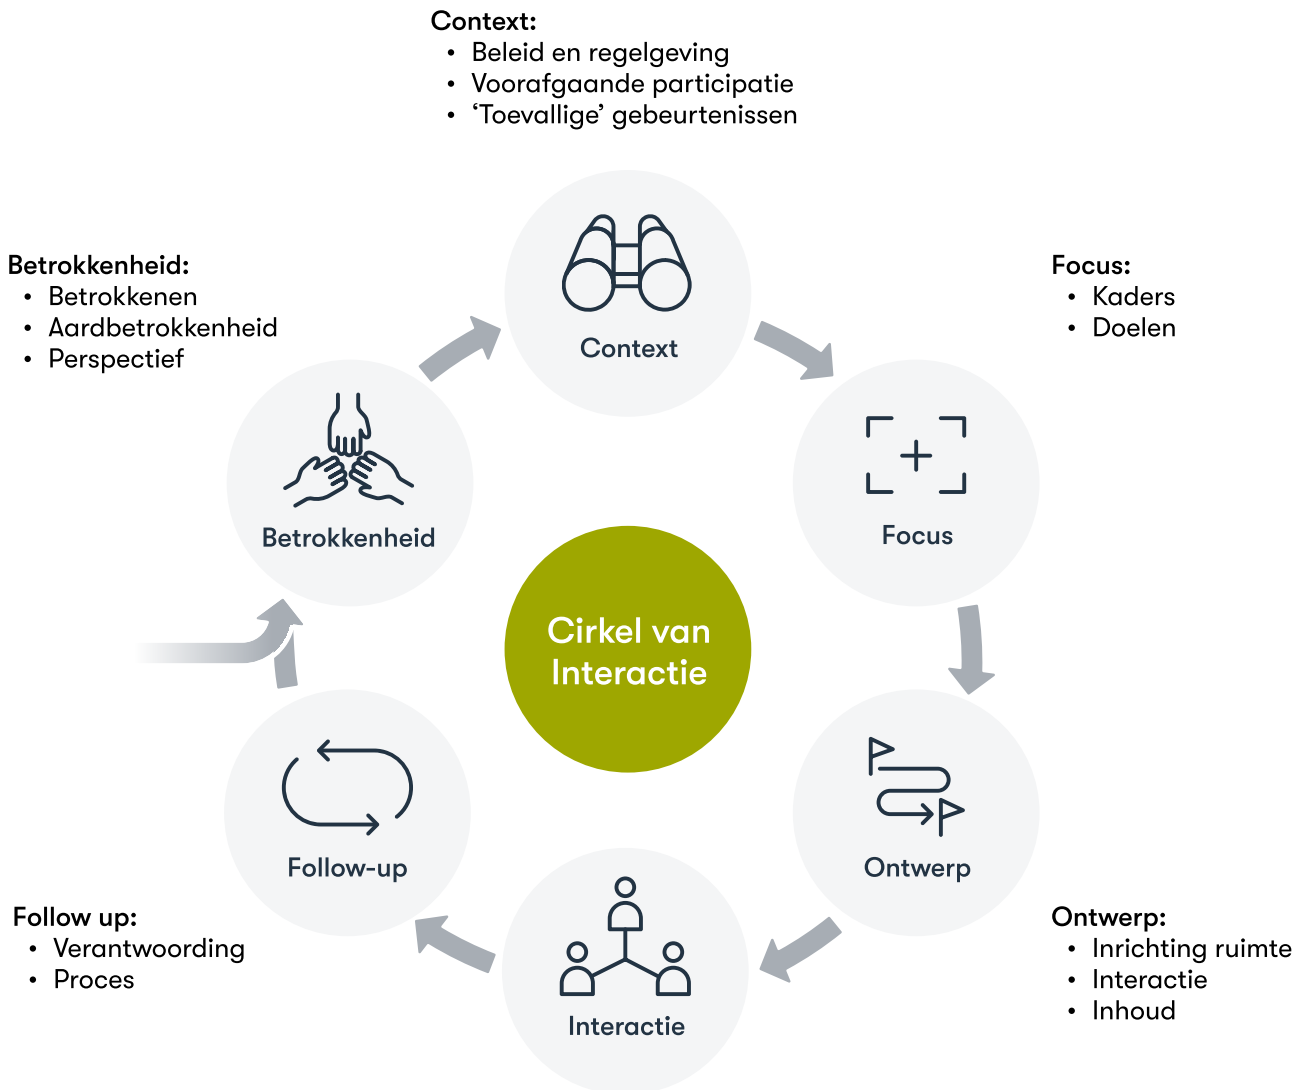 Context:
• Beleid en regelgeving
• Voorafgaande participatie
• ‘Toevallige’ gebeurtenissen
Betrokkenheid:
• Betrokkenen
• Aardbetrokkenheid
• Perspectief
Focus:
• Kaders
• Doelen
Context
Betrokkenheid
Focus
Cirkel van
Interactie
Follow-up
Ontwerp
Interactie
Follow up:
• Verantwoording
• Proces
Ontwerp:
• Inrichting ruimte
• Interactie
• Inhoud